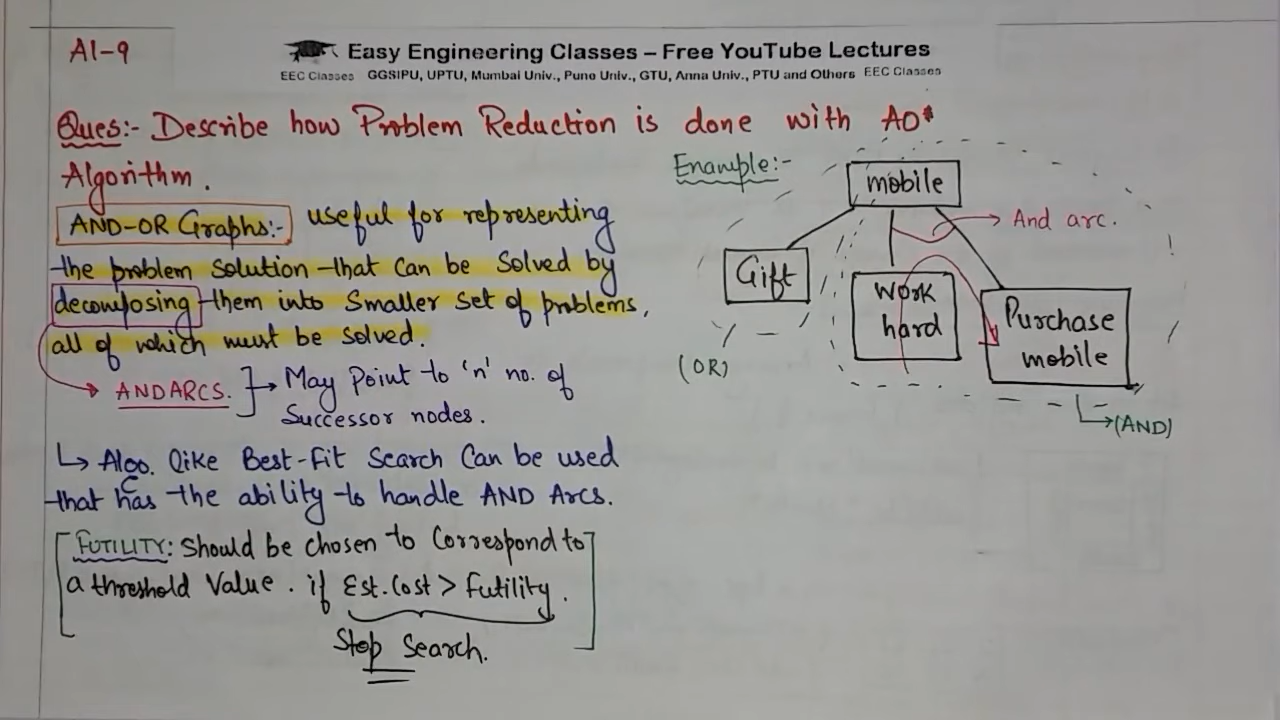 AI-9
Easy Engineering Classes – Free YouTube Lectures
EEC Classes GGSIPU, UPTU, Mumbai Univ., Pune Univ., GTU, Anna Univ., PTU and Others EEC Classes
Ques:- Describe how Problem Reduction is done with AO*
Algorithm.
AND-OR Graphs:- useful for representing
the problem solution that can be solved by
decomposing them into smaller set of problems,
all of which must be solved.
ANDARCS. → May Point to 'n' no. of
Successor nodes.
↳ Algo. like Best-Fit Search Can be used
that has the ability to handle AND Arcs.
FUTILITY: Should be chosen to Correspond to
a threshold Value. if Est. Cost > Futility.
Stop Search.
Enample:-
mobile
→ And arc.
Gift
work
hard
Purchase
mobile
(OR)
(AND)